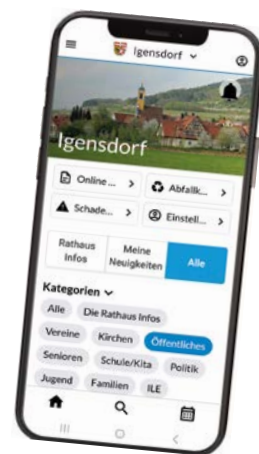 Igensdorf
Igensdorf
Online ...
Abfallk...
Schade...
Einstell...
Rathaus Infos
Meine Neuigkeiten
Alle
Kategorien
Alle
Die Rathaus Infos
Vereine
Kirchen
Öffentliches
Senioren
Schule/Kita
Politik
Jugend
Familien
ILE